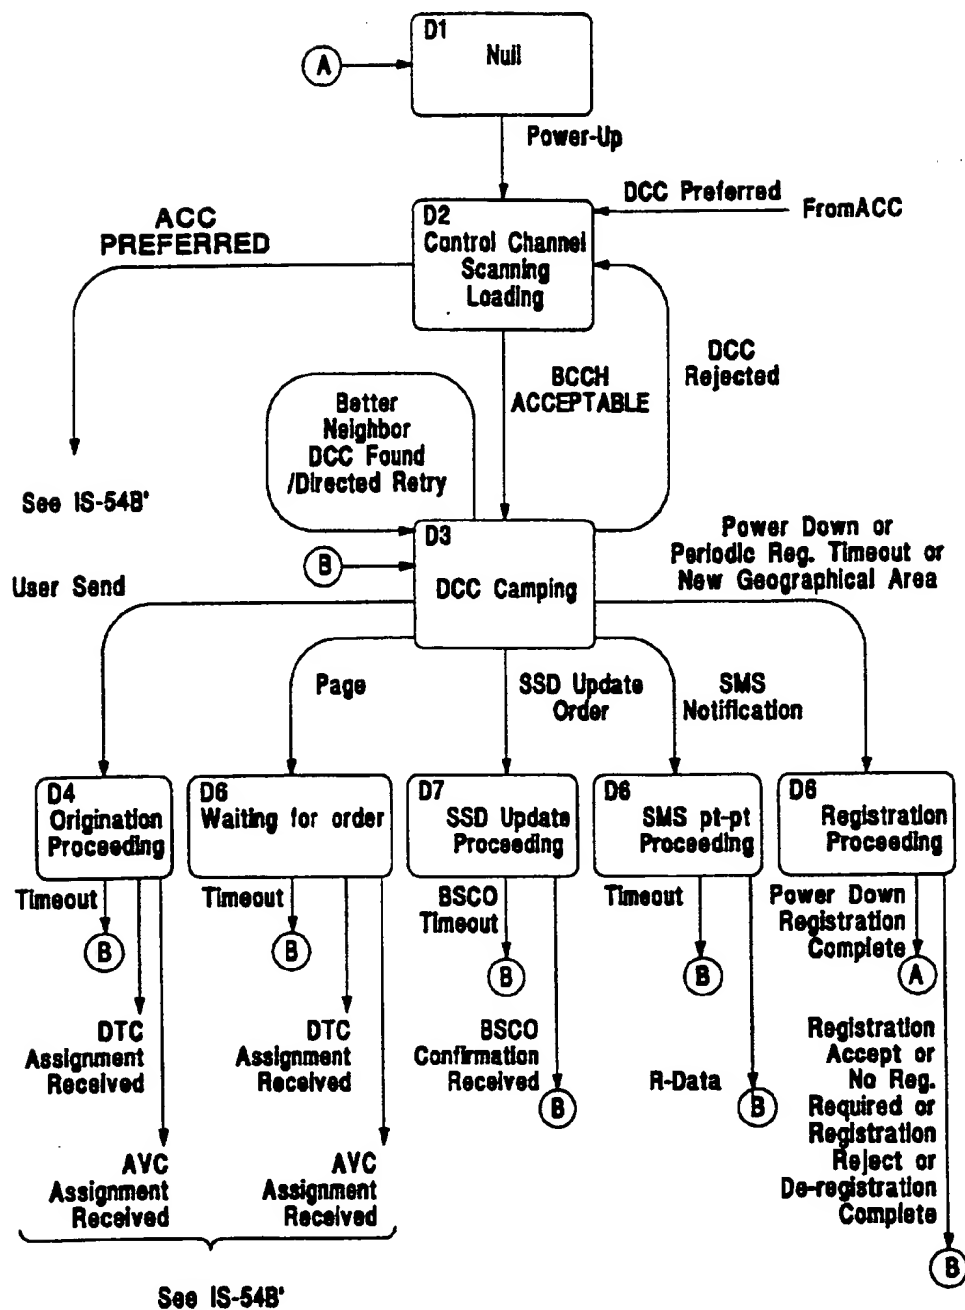 D1
Null
A
Power-Up
DCC Preferred
FromACC
ACC
PREFERRED
D2
Control Channel
Scanning
Loading
DCC
Rejected
BCCH
ACCEPTABLE
Better
Neighbor
DCC Found
/Directed Retry
See IS-54B'
D3
DCC Camping
B
Power Down or
Periodic Reg. Timeout or
New Geographical Area
User Send
Page
SSD Update
Order
SMS
Notification
D4
Origination
Proceeding
D6
Waiting for order
D7
SSD Update
Proceeding
D6
SMS pt-pt
Proceeding
D6
Registration
Proceeding
Timeout
B
Timeout
B
BSCO
Timeout
B
Timeout
B
Power Down
Registration
Complete
A
DTC
Assignment
Received
DTC
Assignment
Received
BSCO
Confirmation
Received
B
R-Data
B
Registration
Accept or
No Reg.
Required or
Registration
Reject or
De-registration
Complete
B
AVC
Assignment
Received
AVC
Assignment
Received
See IS-54B'